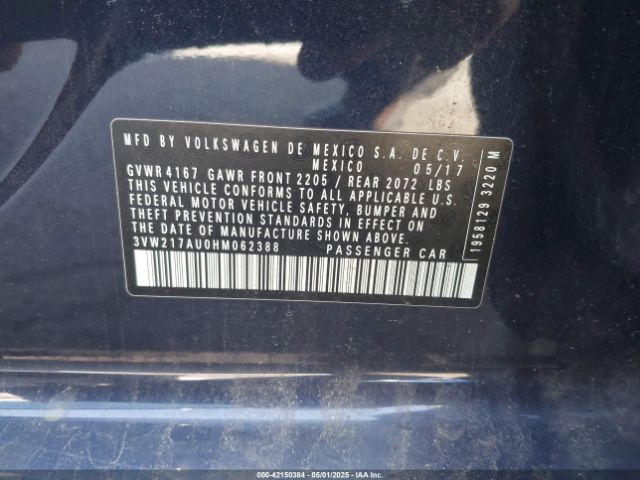 MFD BY VOLKSWAGEN DE MEXICO S.A. DE C.V.
MEXICO 05/17
GVWR4167 GAWR FRONT 2205 / REAR 2072 LBS
THIS VEHICLE CONFORMS TO ALL APPLICABLE U.S.
FEDERAL MOTOR VEHICLE SAFETY, BUMPER AND
THEFT PREVENTION STANDARDS IN EFFECT ON
THE DATE OF MANUFACTURE SHOWN ABOVE.
3VW217AU0HM062388 PASSENGER CAR
1958129 3220 M
000-42150384 - 05/01/2025 - IAA Inc.